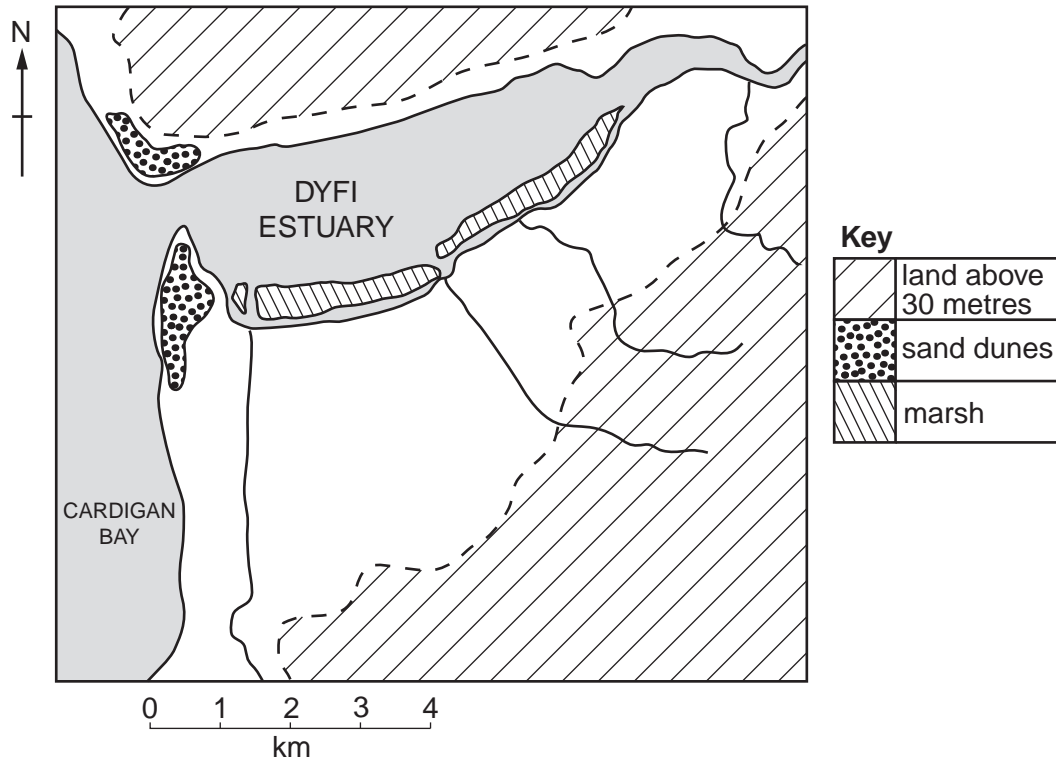 N
DYFI
ESTUARY
CARDIGAN
BAY
Key
land above
30 metres
sand dunes
marsh
0 1 2 3 4
km